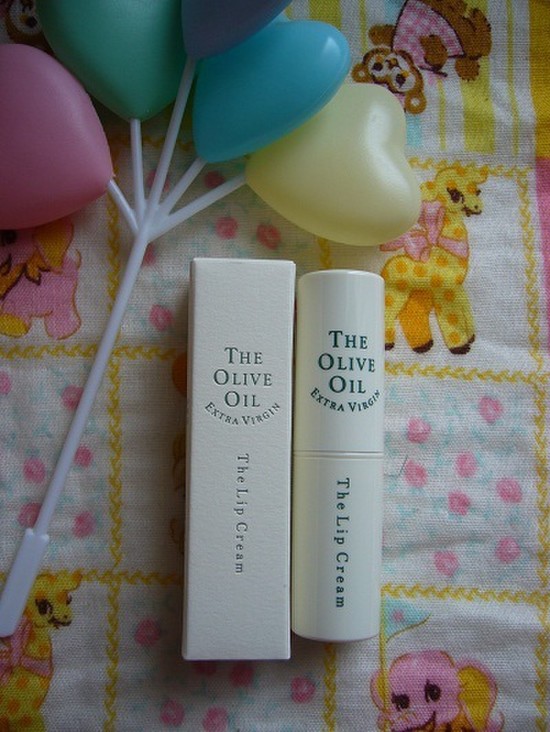 THE
OLIVE
OIL
EXTRA VIRGIN
The Lip Cream
THE
OLIVE
OIL
EXTRA VIRGIN
The Lip Cream